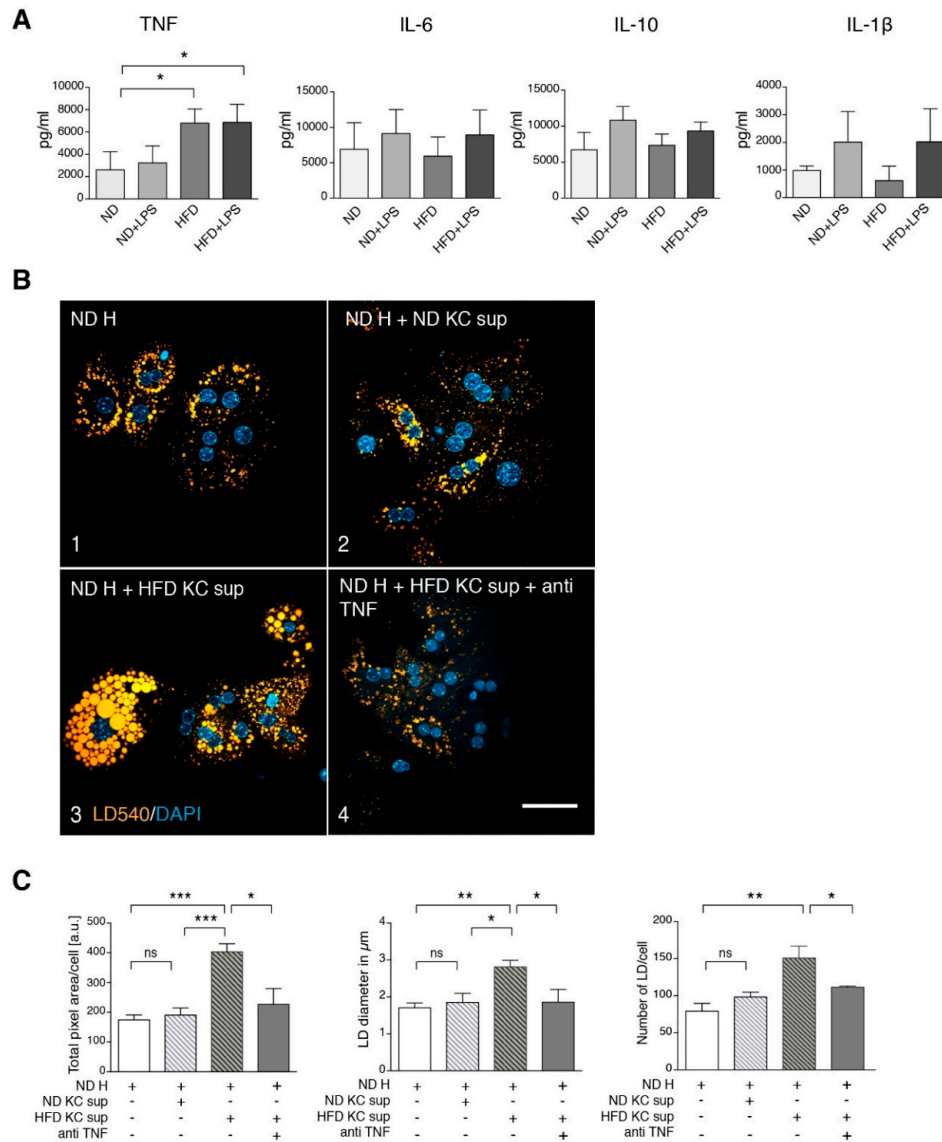 A
TNF
IL-6
IL-10
IL-1β
*
*
pg/ml
10000
8000
6000
4000
2000
0
ND
ND+LPS
HFD
HFD+LPS
pg/ml
15000
10000
5000
0
ND
ND+LPS
HFD
HFD+LPS
pg/ml
15000
10000
5000
0
ND
ND+LPS
HFD
HFD+LPS
pg/ml
4000
3000
2000
1000
0
ND
ND+LPS
HFD
HFD+LPS
B
ND H
1
ND H + ND KC sup
2
ND H + HFD KC sup
3 LD540/DAPI
ND H + HFD KC sup + anti
TNF
4
C
*** *
***
ns
Total pixel area/cell [a.u.]
500
400
300
200
100
0
ND H + + + +
ND KC sup - + - -
HFD KC sup - - + +
anti TNF - - - +
** *
*
ns
LD diameter in µm
4
3
2
1
0
ND H + + + +
ND KC sup - + - -
HFD KC sup - - + +
anti TNF - - - +
** *
ns
Number of LD/cell
200
150
100
50
0
ND H + + + +
ND KC sup - + - -
HFD KC sup - - + +
anti TNF - - - +